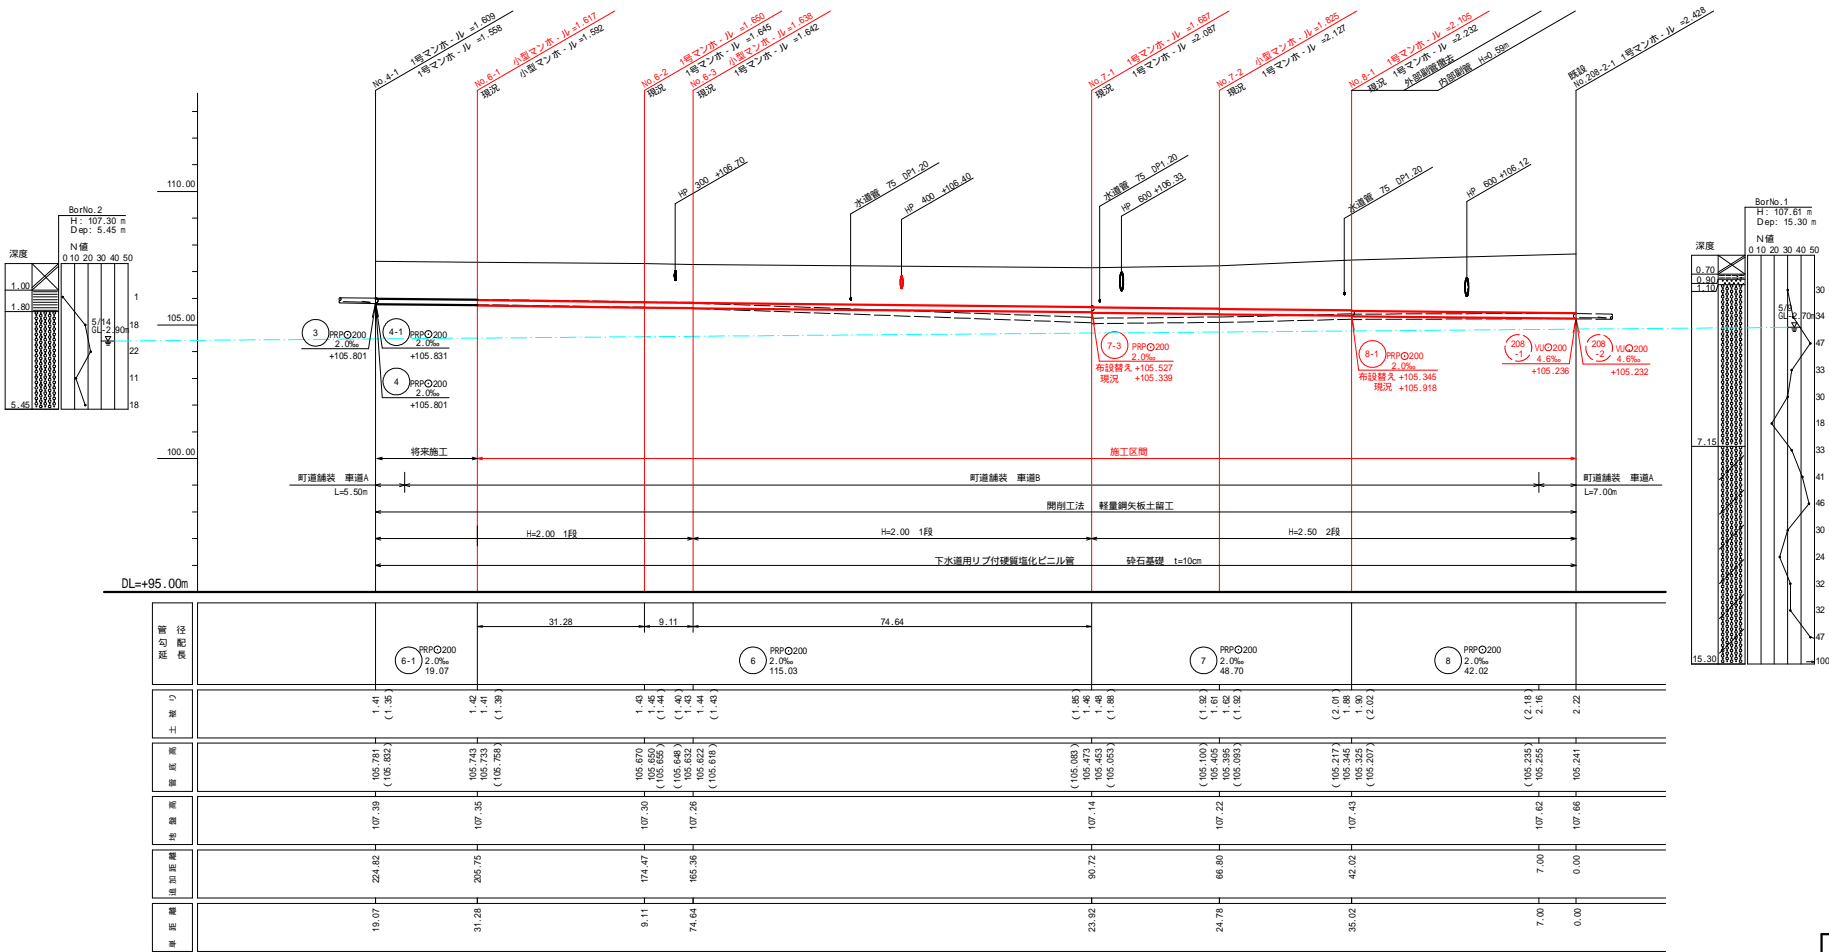 No.4-1 1号マンホ-ル =1.609
1号マンホ-ル =1.558
No.6-1 小型マンホ-ル=1.617
現況 小型マンホ-ル =1.592
No.6-2 1号マンホ-ル =1.650
現況 1号マンホ-ル =1.645
No.6-3 小型マンホ-ル=1.638
現況 1号マンホ-ル =1.642
No.7-1 1号マンホ-ル =1.687
現況 1号マンホ-ル =2.087
No.7-2 小型マンホ-ル=1.825
現況 1号マンホ-ル =2.127
No.8-1 1号マンホ-ル =2.105
現況 1号マンホ-ル =2.232
外部副管撤去
内部副管 H=0.59m
既設
No.208-2-1 1号マンホ-ル =2.428
110.00
105.00
100.00
DL=+95.00m
HP 300 +106.70
水道管 75 DP1.20
HP 400 +106.40
水道管 75 DP1.20
HP 600 +106.33
水道管 75 DP1.20
HP 600 +106.12
BorNo.2
H: 107.30 m
Dep: 5.45 m
深度
N値
0 10 20 30 40 50
1.00
1.80
5.45
5/14
GL-2.90m
1
18
22
11
18
BorNo.1
H: 107.61 m
Dep: 15.30 m
深度
N値
0 10 20 30 40 50
0.70
0.90
1.10
7.15
15.30
5/9
GL-2.70m
30
34
47
33
30
18
33
41
46
30
24
32
32
47
100
3 PRP 200
2.0‰
+105.801
4-1 PRP 200
2.0‰
+105.831
4 PRP 200
2.0‰
+105.801
7-3 PRP 200
2.0‰
布設替え +105.527
現況 +105.339
8-1 PRP 200
2.0‰
布設替え +105.345
現況 +105.918
208-1 VU 200
4.6‰
+105.236
208-2 VU 200
4.6‰
+105.232
将来施工
施工区間
町道舗装 車道A
L=5.50m
町道舗装 車道B
町道舗装 車道A
L=7.00m
開削工法 軽量鋼矢板土留工
H=2.00 1段
H=2.00 1段
H=2.50 2段
下水道用リブ付硬質塩化ビニル管 砕石基礎 t=10cm
管径
勾配
延長
31.28
9.11
74.64
6-1 PRP 200
2.0‰
19.07
6 PRP 200
2.0‰
115.03
7 PRP 200
2.0‰
48.70
8 PRP 200
2.0‰
42.02
土被り
1.41
(1.35)
1.42
1.41
(1.39)
1.43
1.45
(1.44)
(1.40)
1.43
1.44
(1.43)
(1.85)
1.46
1.48
(1.88)
(1.92)
1.61
1.62
(1.92)
(2.01)
1.88
1.90
(2.02)
(2.18)
2.16
2.22
管底高
105.781
(105.832)
105.743
105.733
(105.758)
105.670
105.650
(105.655)
(105.648)
105.632
105.622
(105.618)
(105.083)
105.473
105.453
(105.053)
(105.100)
105.405
105.395
(105.093)
(105.217)
105.345
105.325
(105.207)
(105.235)
105.255
105.241
地盤高
107.39
107.35
107.30
107.26
107.14
107.22
107.43
107.62
107.66
追加距離
224.82
205.75
174.47
165.36
90.72
66.80
42.02
7.00
0.00
単距離
19.07
31.28
9.11
74.64
23.92
24.78
35.02
7.00
0.00